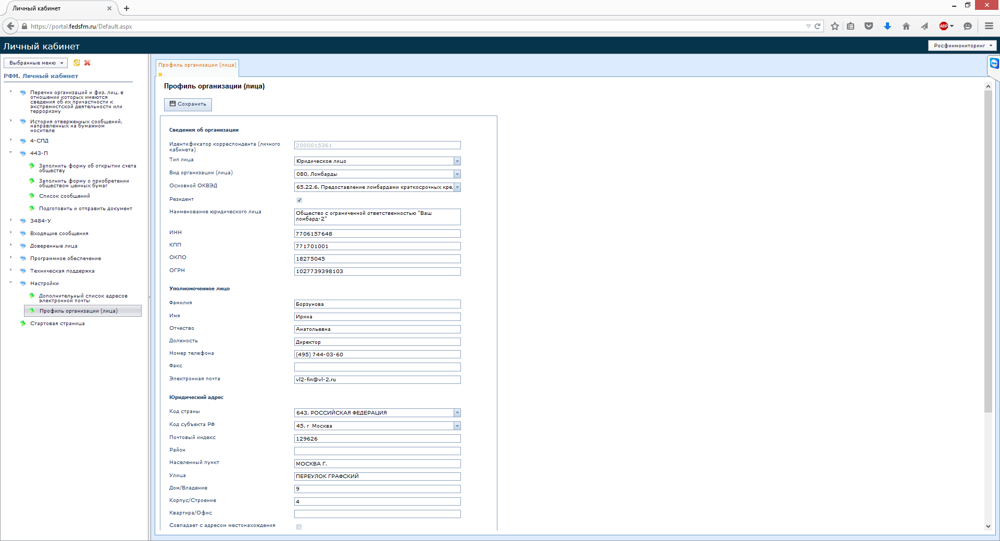 Личный кабинет
https://portal.fedsfm.ru/Default.aspx
ABP
Личный кабинет
Росфинмониторинг
Выбранные меню
РФМ. Личный кабинет
Перечни организаций и физ. лиц, в
отношении которых имеются
сведения об их причастности к
экстремистской деятельности или
терроризму
История отверженных сообщений,
направленных на бумажном
носителе
4-СПД
443-П
Заполнить форму об открытии счета
обществу
Заполнить форму о приобретении
обществом ценных бумаг
Список сообщений
Подготовить и отправить документ
3484-У
Входящие сообщения
Доверенные лица
Программное обеспечение
Техническая поддержка
Настройки
Дополнительный список адресов
электронной почты
Профиль организации (лица)
Стартовая страница
Профиль организации (лица)
Профиль организации (лица)
Сохранить
Сведения об организации
Идентификатор корреспондента (личного
кабинета)
2000015361
Тип лица
Юридическое лицо
Вид организации (лица)
080, Ломбарды
Основной ОКВЭД
65.22.6, Предоставление ломбардами краткосрочных кре
Резидент
Наименование юридического лица
Общество с ограниченной ответственностью "Ваш
ломбард-2"
ИНН
7706157648
КПП
771701001
ОКПО
18275045
ОГРН
1027739398103
Уполномоченное лицо
Фамилия
Борзунова
Имя
Ирина
Отчество
Анатольевна
Должность
Директор
Номер телефона
(495) 744-03-60
Факс
Электронная почта
vl2-fin@vl-2.ru
Юридический адрес
Код страны
643, РОССИЙСКАЯ ФЕДЕРАЦИЯ
Код субъекта РФ
45, г Москва
Почтовый индекс
129626
Район
Населенный пункт
МОСКВА Г.
Улица
ПЕРЕУЛОК ГРАФСКИЙ
Дом/Владение
9
Корпус/Строение
4
Квартира/Офис
Совпадает с адресом местонахождения